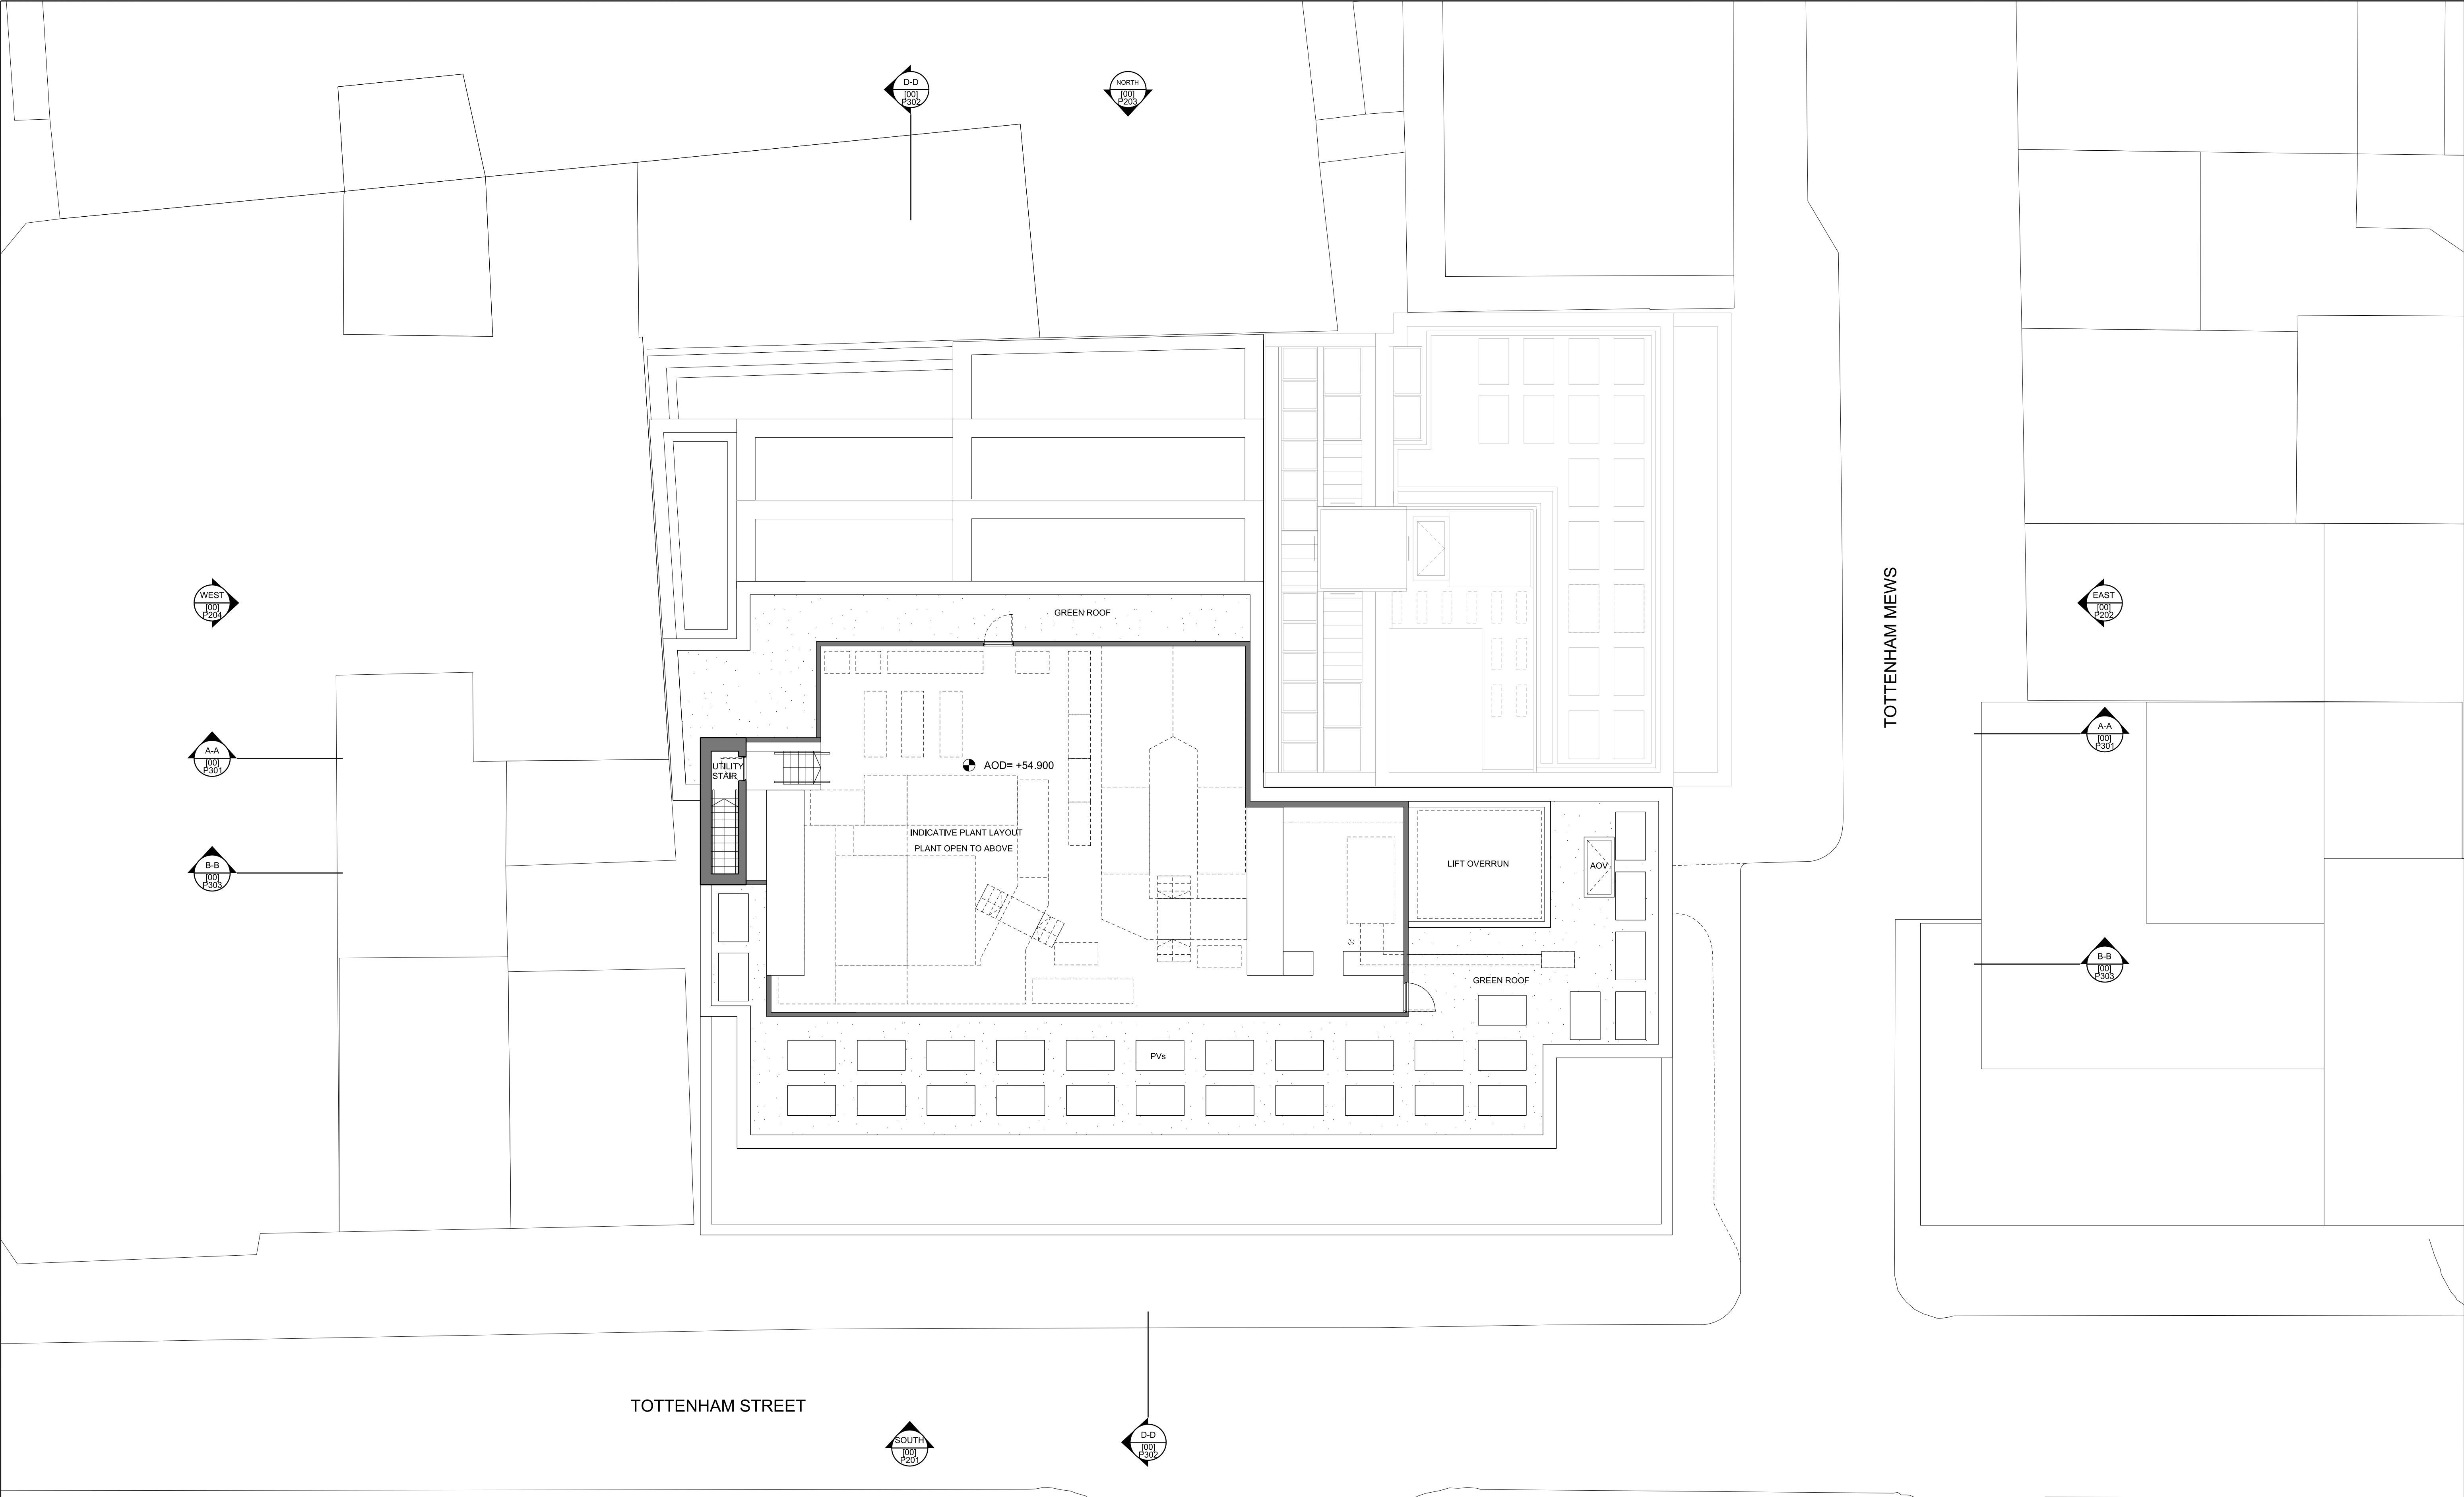 D-D
[00]
P302
NORTH
[00]
P203
WEST
[00]
P204
GREEN ROOF
TOTTENHAM MEWS
EAST
[00]
P202
A-A
[00]
P301
UTILITY
STAIR
AOD= +54.900
A-A
[00]
P301
INDICATIVE PLANT LAYOUT
PLANT OPEN TO ABOVE
B-B
[00]
P303
LIFT OVERRUN
AOV
B-B
[00]
P303
GREEN ROOF
PVs
TOTTENHAM STREET
SOUTH
[00]
P201
D-D
[00]
P302